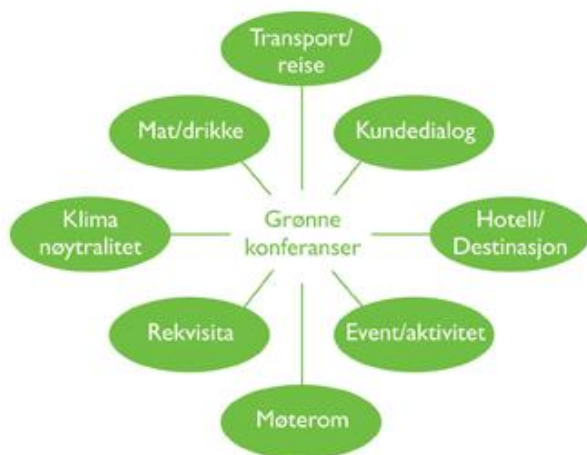 Transport/
reise
Mat/drikke
Kundedialog
Klima
nøytralitet
Grønne
konferanser
Hotell/
Destinasjon
Rekvisita
Event/aktivitet
Møterom